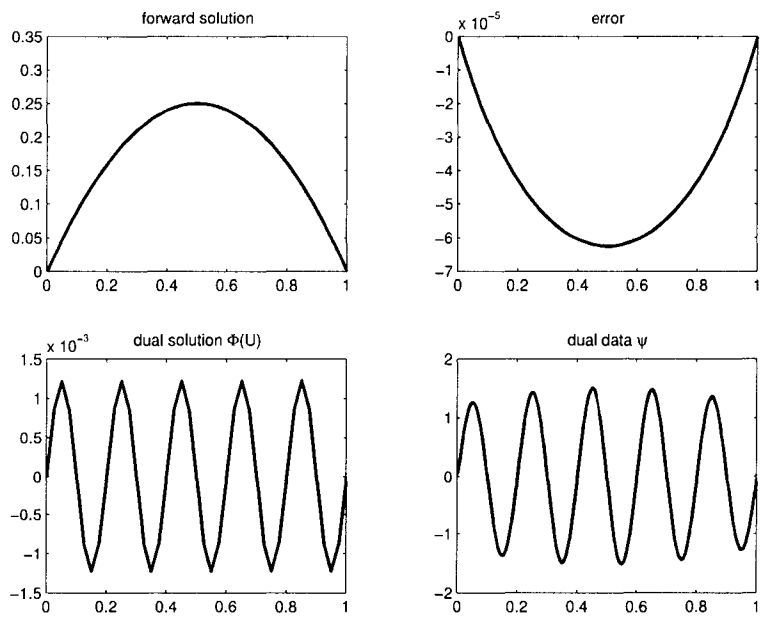 forward solution
0.35
0.3
0.25
0.2
0.15
0.1
0.05
0
0 0.2 0.4 0.6 0.8 1
error
x 10⁻⁵
0
−1
−2
−3
−4
−5
−6
−7
0 0.2 0.4 0.6 0.8 1
dual solution Φ(U)
x 10⁻³
1.5
1
0.5
0
−0.5
−1
−1.5
0 0.2 0.4 0.6 0.8 1
dual data ψ
2
1
0
−1
−2
0 0.2 0.4 0.6 0.8 1